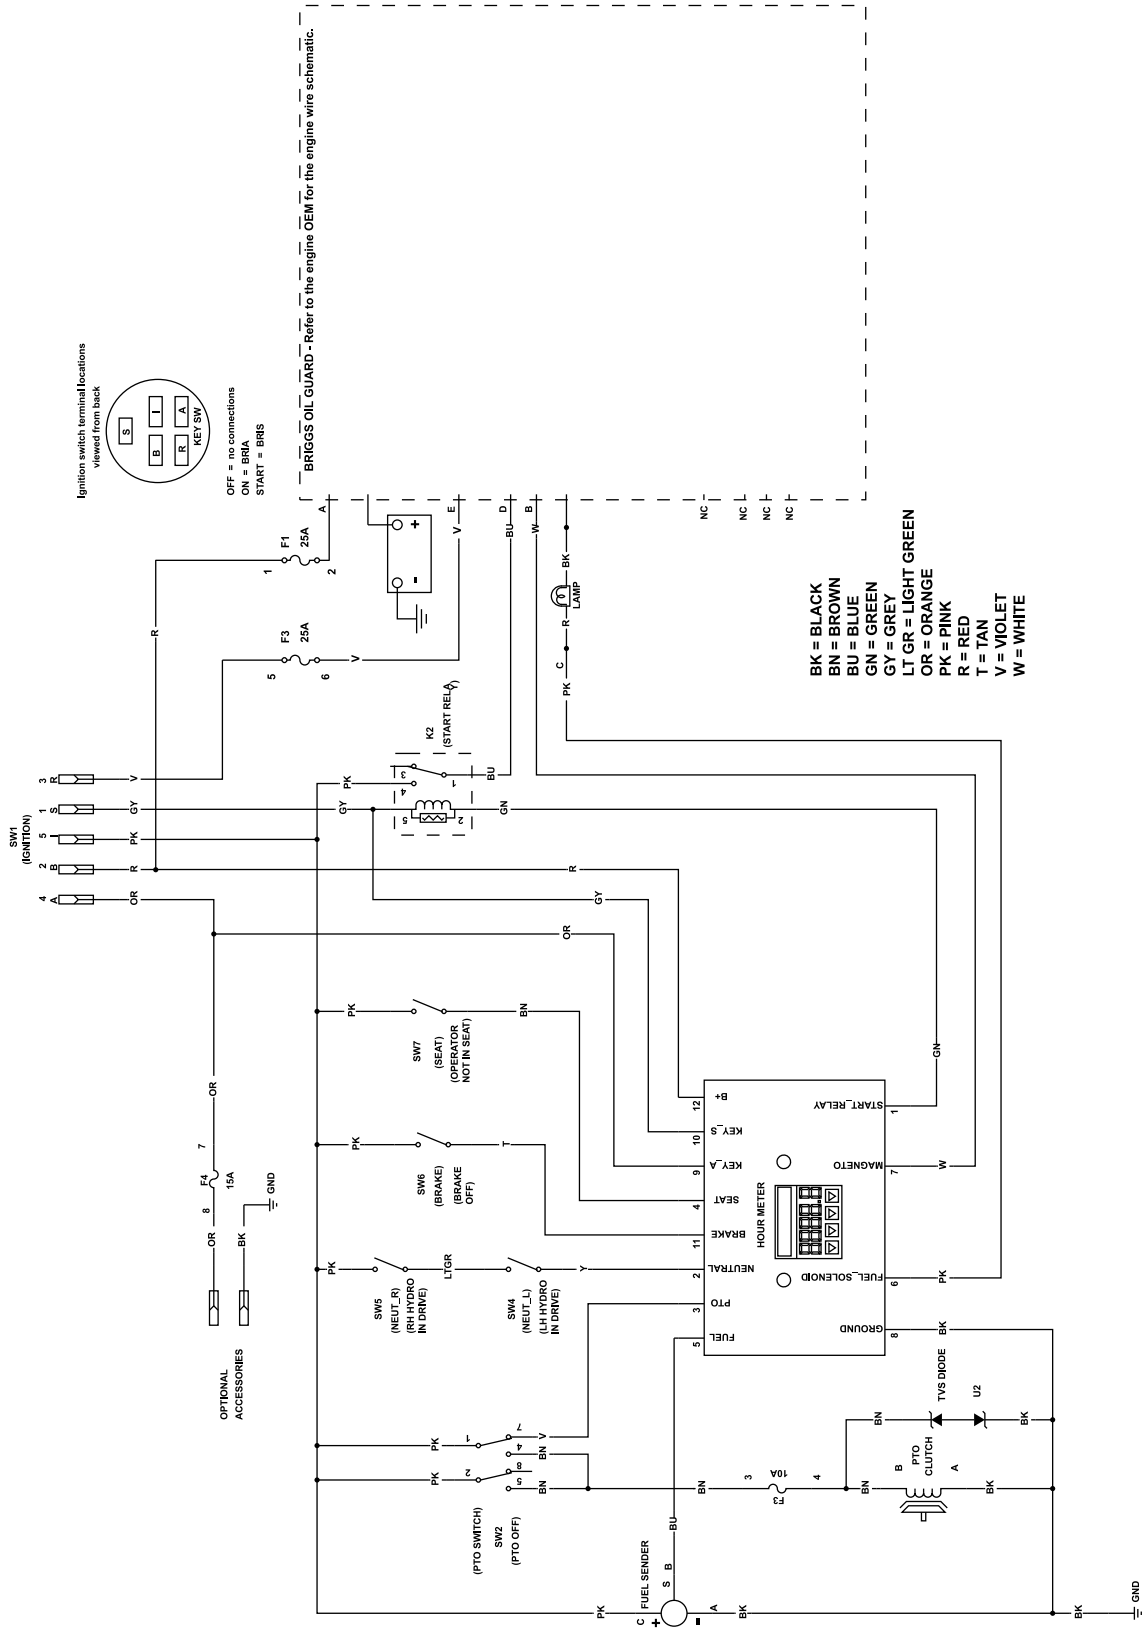 BRIGGS OIL GUARD - Refer to the engine OEM for the engine wire schematic.
Ignition switch terminal locations
viewed from back
S
B
I
R
A
KEY SW
OFF = no connections
ON = BRIA
START = BRIS
SW1
(IGNITION)
3
R
V
1
S
GY
5
I
PK
2
B
R
4
A
OR
R
1
F1
25A
2
A
5
F3
25A
6
V
+
-
E
V
D
BU
B
W
BK
LAMP
R
C
PK
NC
NC
NC
NC
K2
(START RELAY)
PK
3
4
1
BU
GY
5
2
GN
R
GY
OR
BK = BLACK
BN = BROWN
BU = BLUE
GN = GREEN
GY = GREY
LT GR = LIGHT GREEN
OR = ORANGE
PK = PINK
R = RED
T = TAN
V = VIOLET
W = WHITE
OR
7
F4
15A
8
OR
BK
GND
OPTIONAL
ACCESSORIES
PK
SW7
(SEAT)
(OPERATOR
NOT IN SEAT)
BN
PK
SW6
(BRAKE)
(BRAKE
OFF)
T
PK
SW5
(NEUT_R)
(RH HYDRO
IN DRIVE)
LTGR
SW4
(NEUT_L)
(LH HYDRO
IN DRIVE)
Y
PK
1
7
V
4
BN
PK
2
8
5
BN
(PTO SWITCH)
SW2
(PTO OFF)
12
B+
10
KEY_S
9
KEY_A
4
SEAT
11
BRAKE
2
NEUTRAL
3
PTO
5
FUEL
HOUR METER
START_RELAY
1
GN
MAGNETO
7
W
FUEL_SOLENOID
6
PK
GROUND
8
BK
BN
3
F3
10A
4
BN
TVS DIODE
U2
BK
BN
B
PTO
CLUTCH
A
BK
FUEL SENDER
BU
B
S
PK
C
+
-
A
BK
BK
GND